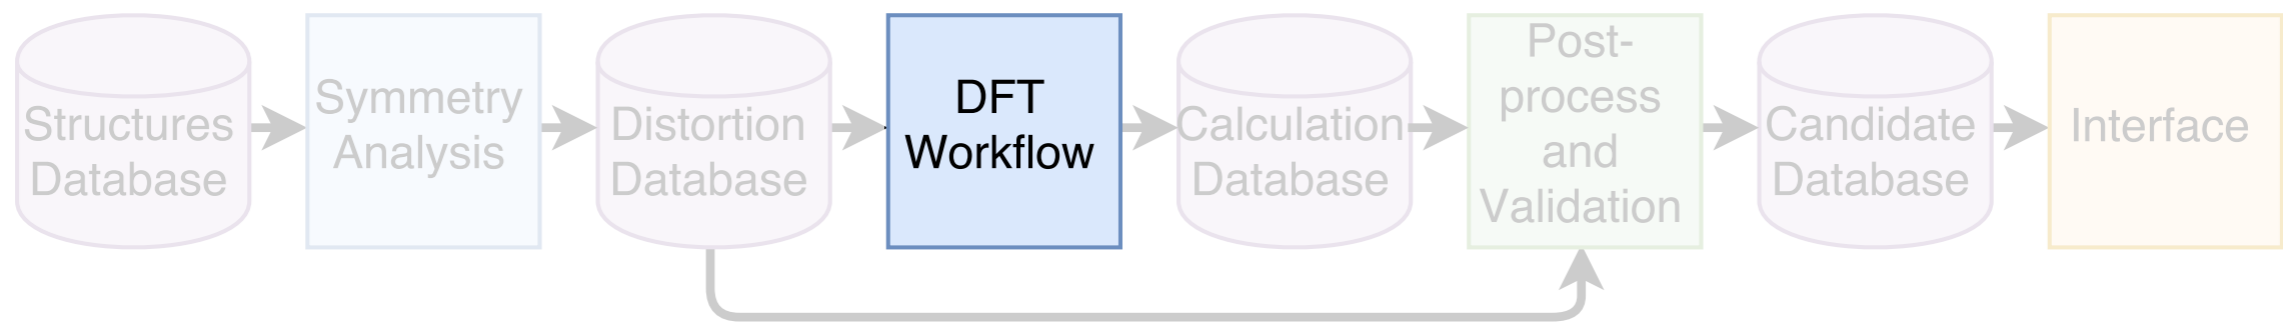 Structures
Database
Symmetry
Analysis
Distortion
Database
DFT
Workflow
Calculation
Database
Post-
process
and
Validation
Candidate
Database
Interface